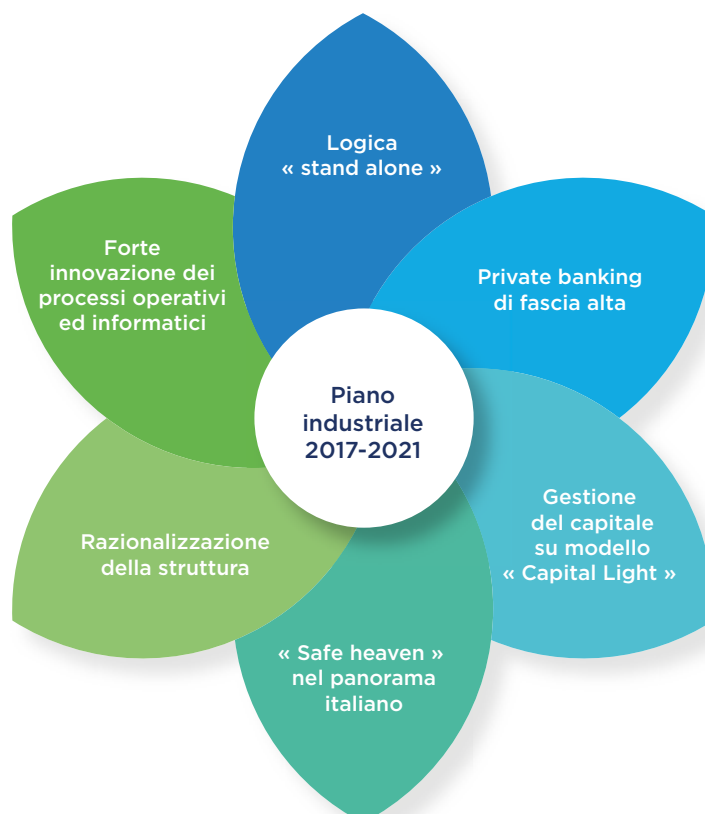 Logica
« stand alone »
Private banking
di fascia alta
Gestione
del capitale
su modello
« Capital Light »
« Safe heaven »
nel panorama
italiano
Razionalizzazione
della struttura
Forte
innovazione dei
processi operativi
ed informatici
Piano
industriale
2017-2021